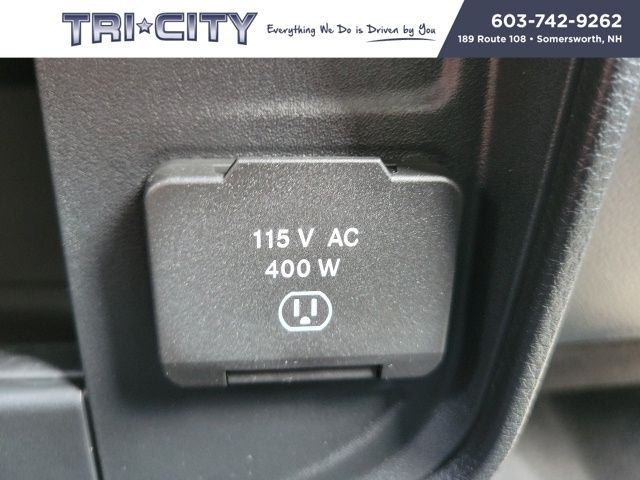 TRI★CITY
Everything We Do is Driven by You
603-742-9262
189 Route 108 • Somersworth, NH
115 V AC
400 W